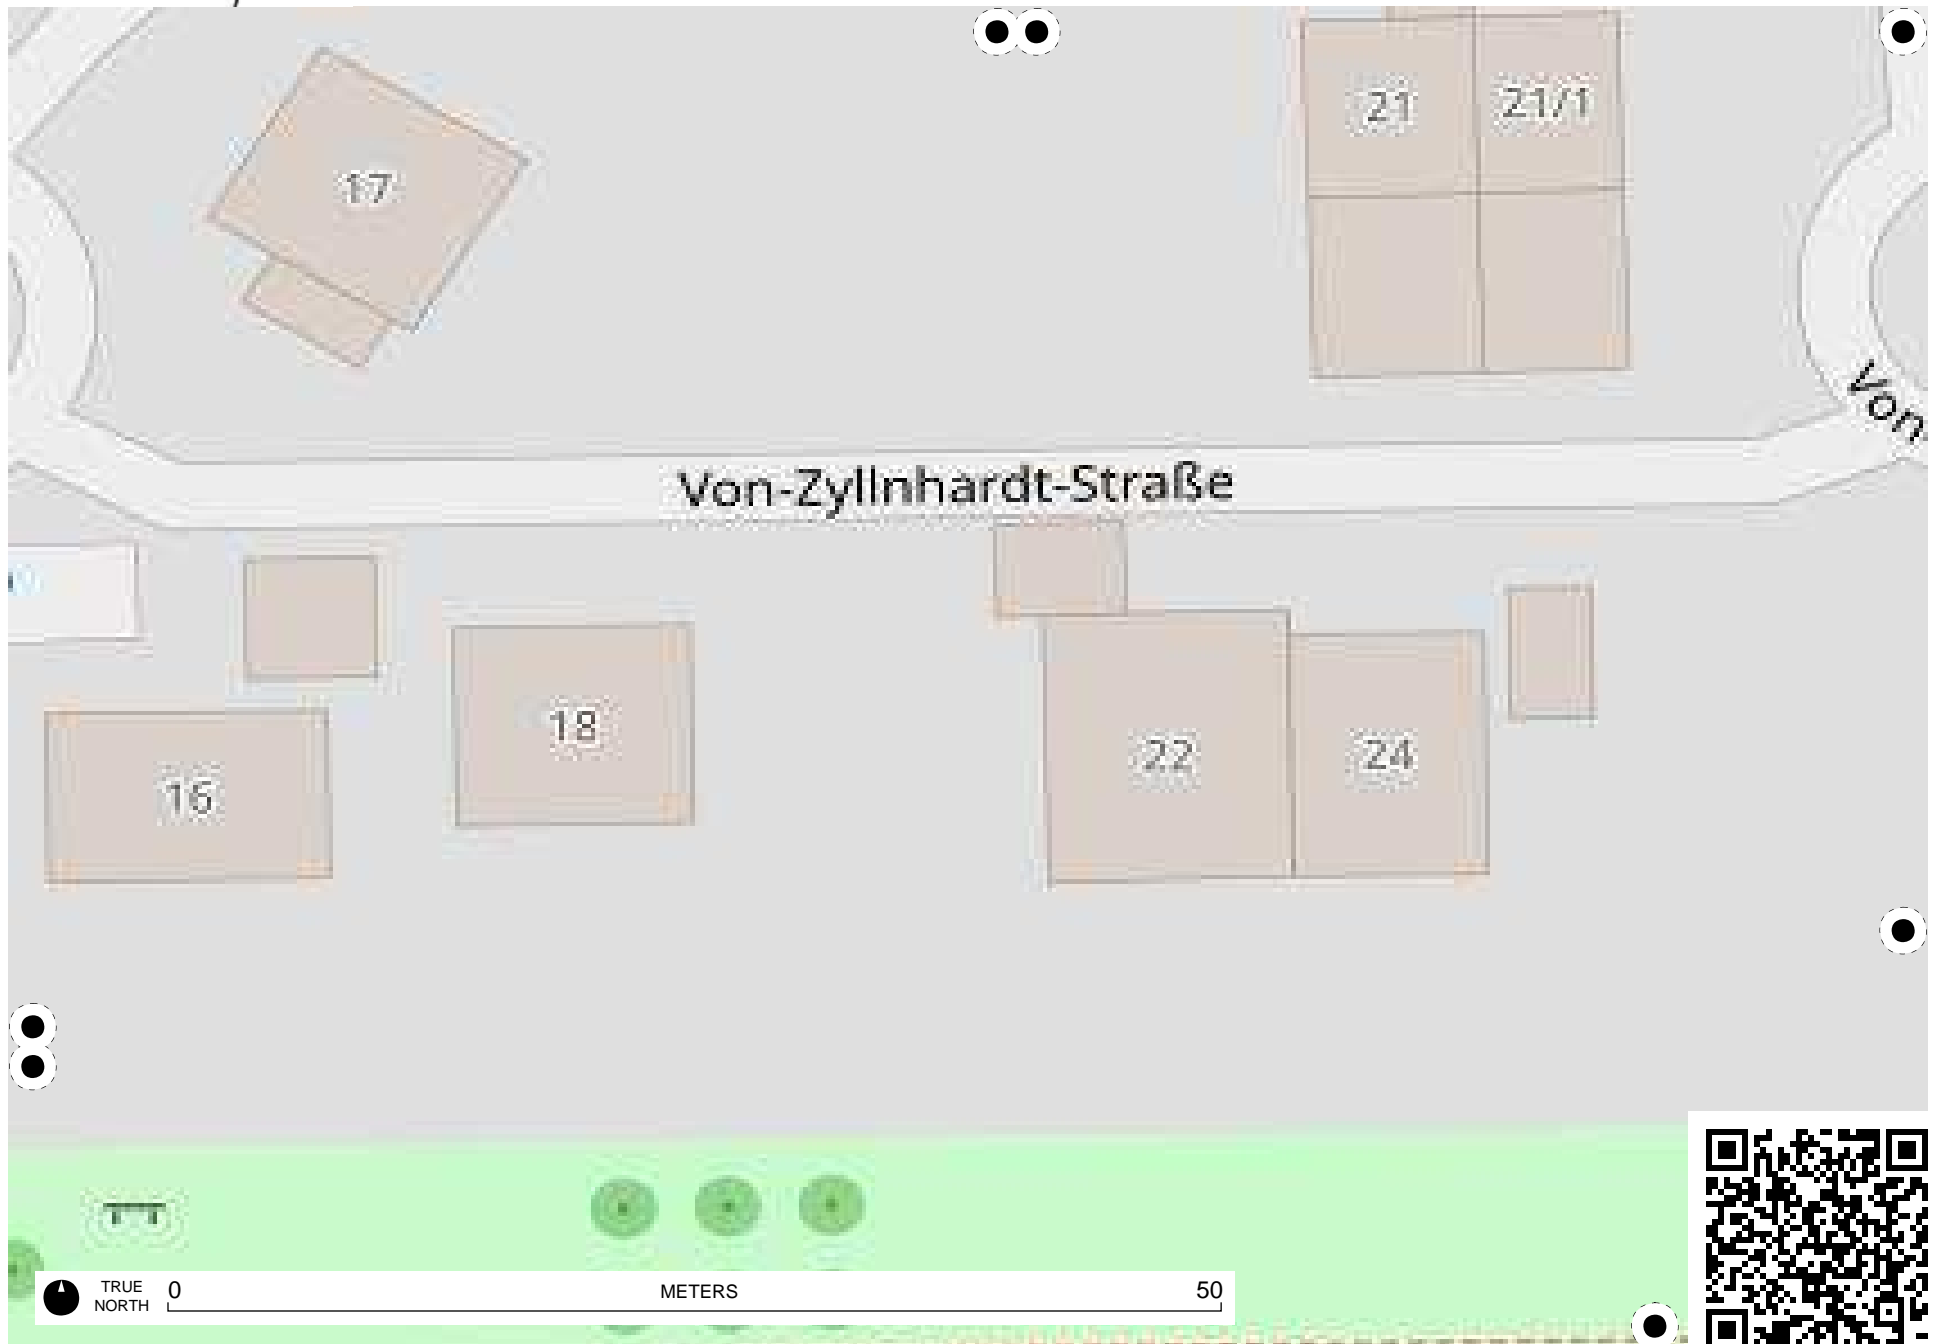 21
21/1
17
Von-
Von-Zyllnhardt-Straße
18
22
24
16
TRUE NORTH
0
METERS
50